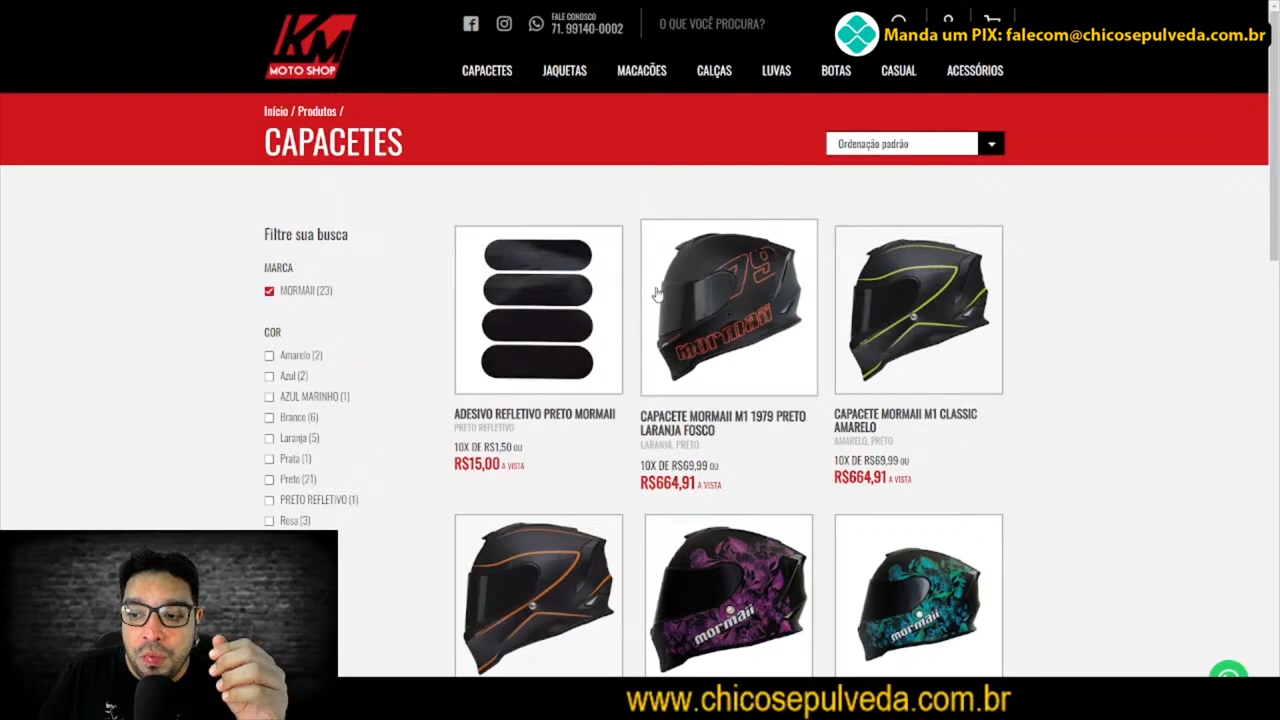 KM
MOTO SHOP
FALE CONOSCO
71. 99140-0002
O QUE VOCÊ PROCURA?
Manda um PIX: falecom@chicosepulveda.com.br
CAPACETES
JAQUETAS
MACACÕES
CALÇAS
LUVAS
BOTAS
CASUAL
ACESSÓRIOS
Início / Produtos /
CAPACETES
Ordenação padrão
Filtre sua busca
MARCA
MORMAII (23)
COR
Amarelo (2)
Azul (2)
AZUL MARINHO (1)
Branco (6)
Laranja (5)
Prata (1)
Preto (21)
PRETO REFLETIVO (1)
Rosa (3)
ADESIVO REFLETIVO PRETO MORMAII
PRETO REFLETIVO
10X DE R$1,50 OU
R$15,00 A VISTA
79
mormaii
CAPACETE MORMAII M1 1979 PRETO
LARANJA FOSCO
LARANJA, PRETO
10X DE R$69,99 OU
R$664,91 A VISTA
CAPACETE MORMAII M1 CLASSIC
AMARELO
AMARELO, PRETO
10X DE R$69,99 OU
R$664,91 A VISTA
mormaii
mormaii
www.chicosepulveda.com.br